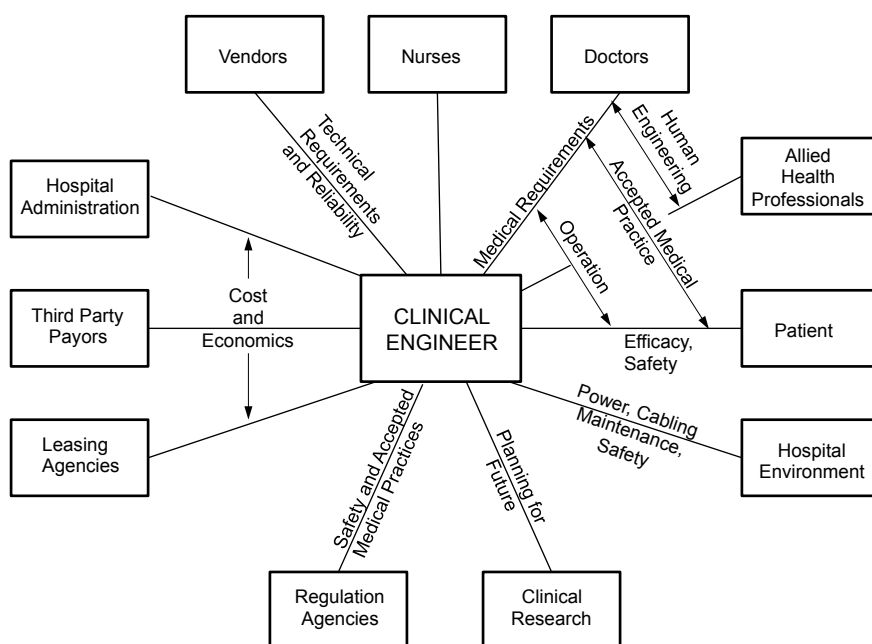 Vendors
Nurses
Doctors
Technical
Requirements
and Reliability
Medical Requirements
Human
Engineering
Accepted Medical
Practice
Operation
Allied
Health
Professionals
Hospital
Administration
Cost
and
Economics
Third Party
Payors
CLINICAL
ENGINEER
Efficacy,
Safety
Patient
Leasing
Agencies
Power, Cabling
Maintenance,
Safety
Hospital
Environment
Safety and Accepted
Medical Practices
Planning for
Future
Regulation
Agencies
Clinical
Research